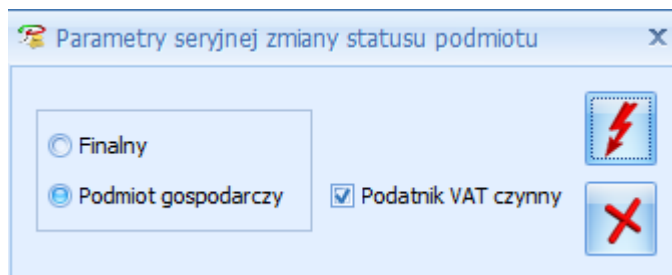 Parametry seryjnej zmiany statusu podmiotu
Finalny
Podmiot gospodarczy
Podatnik VAT czynny